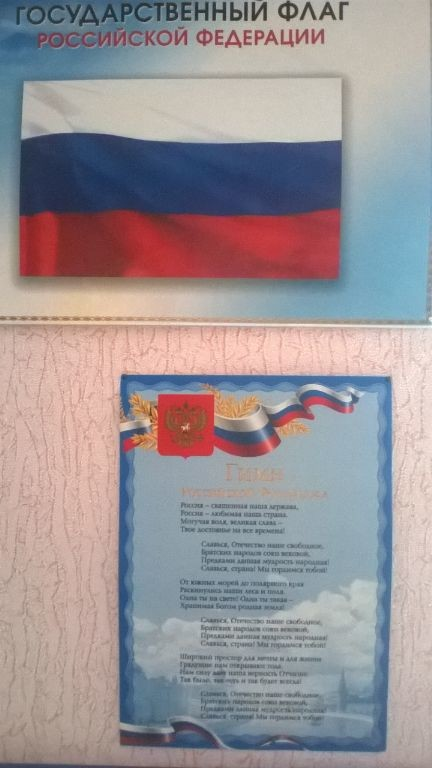 ГОСУДАРСТВЕННЫЙ ФЛАГ
РОССИЙСКОЙ ФЕДЕРАЦИИ
Гимн
Российской Федерации
Россия – священная наша держава,
Россия – любимая наша страна.
Могучая воля, великая слава –
Твое достоянье на все времена!
Славься, Отечество наше свободное,
Братских народов союз вековой,
Предками данная мудрость народная!
Славься, страна! Мы гордимся тобой!
От южных морей до полярного края
Раскинулись наши леса и поля.
Одна ты на свете! Одна ты такая –
Хранимая Богом родная земля!
Славься, Отечество наше свободное,
Братских народов союз вековой,
Предками данная мудрость народная!
Славься, страна! Мы гордимся тобой!
Широкий простор для мечты и для жизни
Грядущие нам открывают года.
Нам силу даёт наша верность Отчизне.
Так было, так есть и так будет всегда!
Славься, Отечество наше свободное,
Братских народов союз вековой,
Предками данная мудрость народная!
Славься, страна! Мы гордимся тобой!